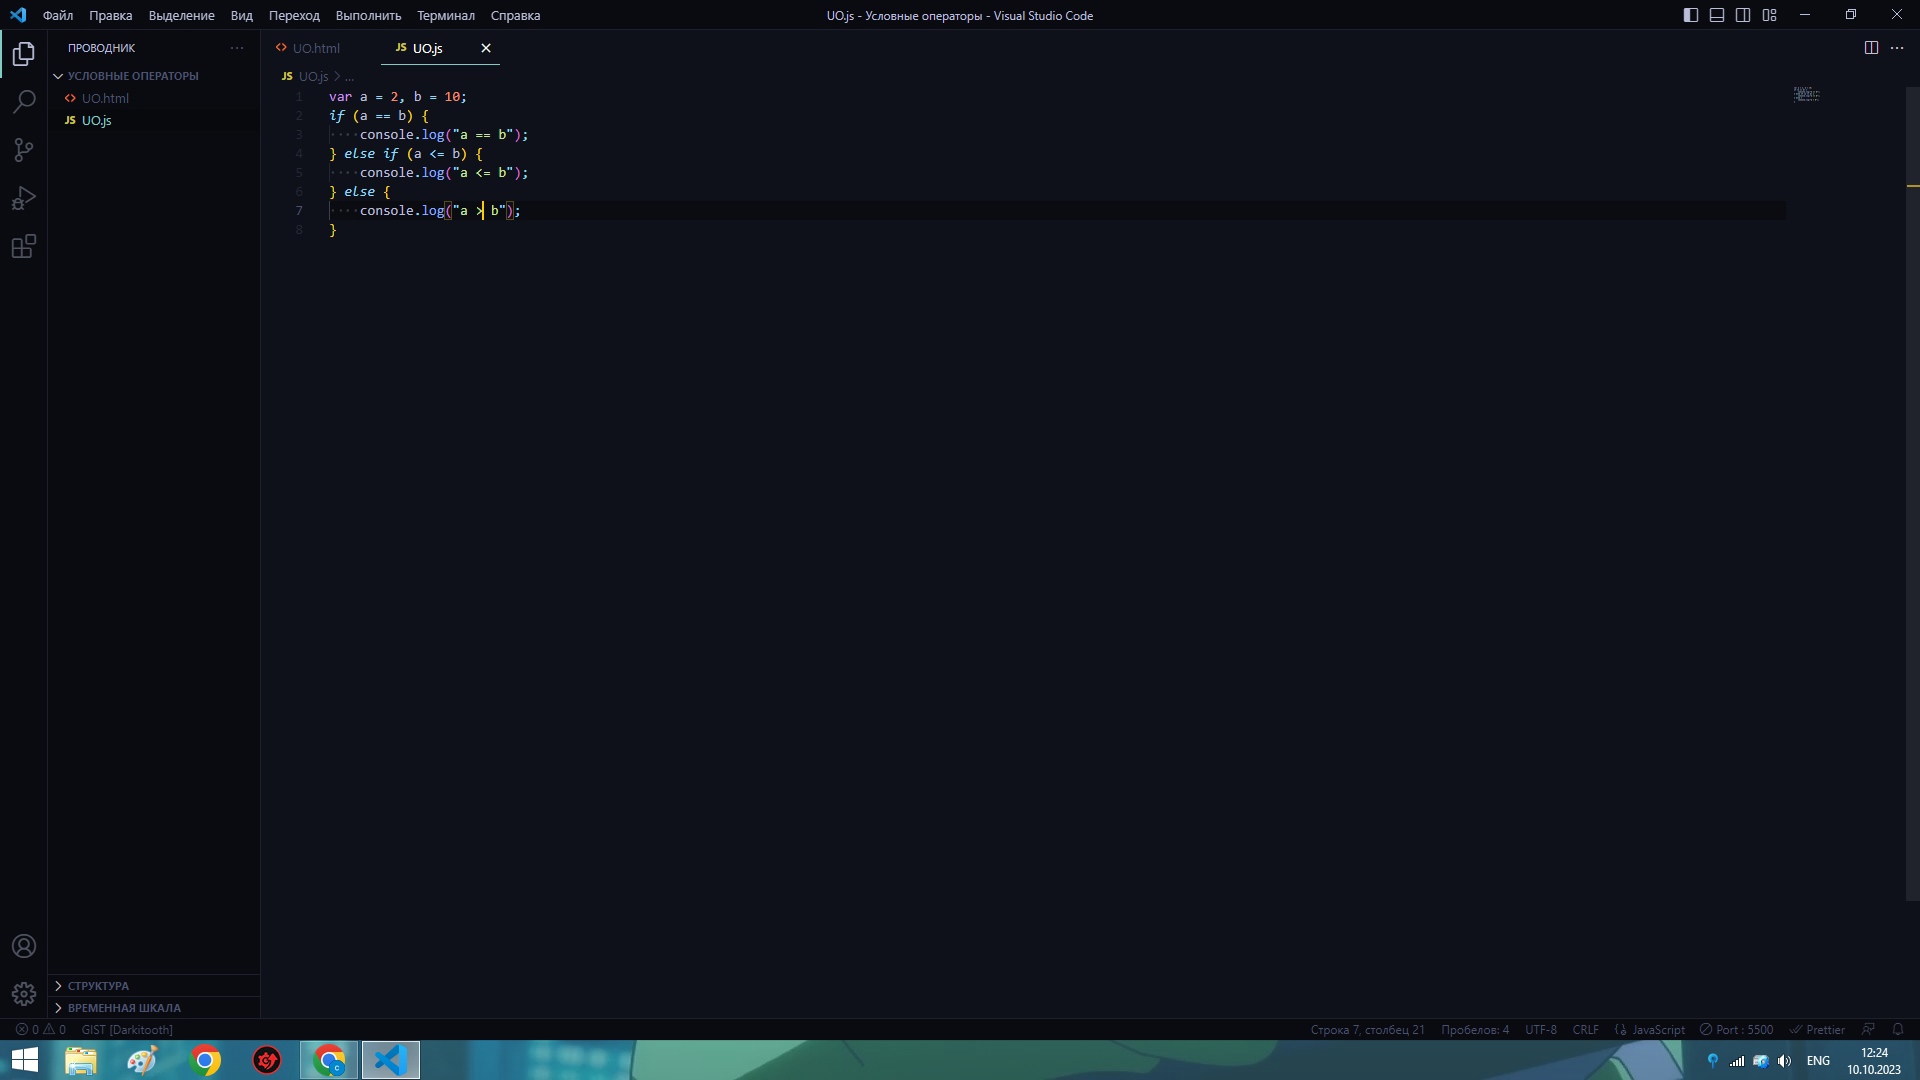 Файл Правка Выделение Вид Переход Выполнить Терминал Справка
UO.js - Условные операторы - Visual Studio Code
ПРОВОДНИК
УСЛОВНЫЕ ОПЕРАТОРЫ
UO.html
JS UO.js
СТРУКТУРА
ВРЕМЕННАЯ ШКАЛА
UO.html JS UO.js
JS UO.js > ...
1 var a = 2, b = 10;
2 if (a == b) {
3 ····console.log("a == b");
4 } else if (a <= b) {
5 ····console.log("a <= b");
6 } else {
7 ····console.log("a > b");
8 }
0 0 GIST [Darkitooth]
Строка 7, столбец 21 Пробелов: 4 UTF-8 CRLF JavaScript Port : 5500 Prettier
ENG
12:24
10.10.2023